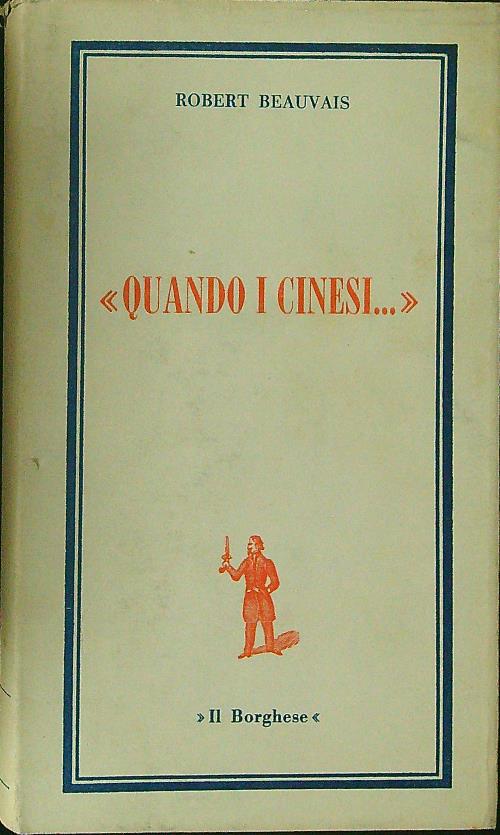 ROBERT BEAUVAIS
«QUANDO I CINESI...»
»Il Borghese«